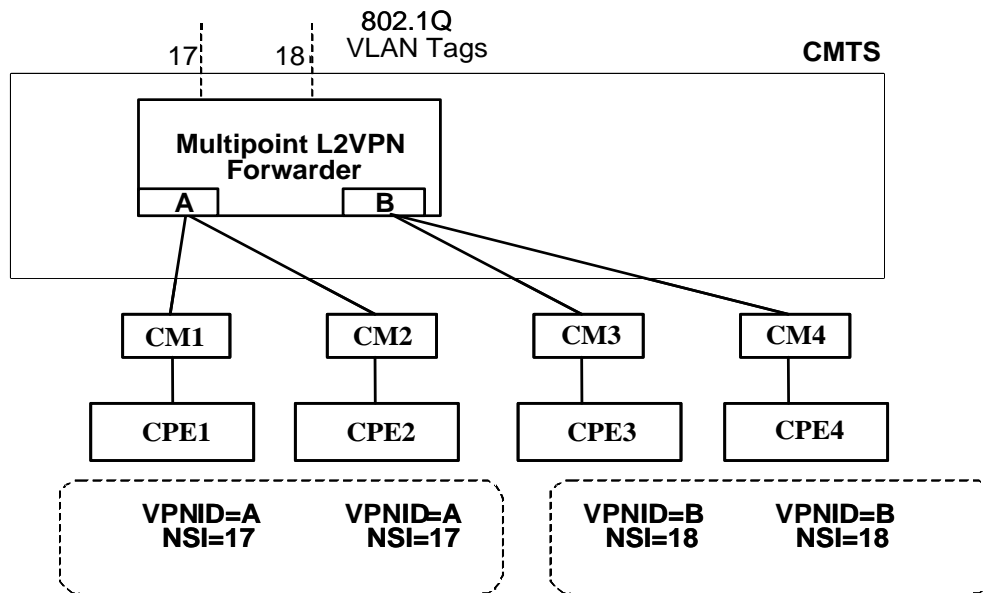 802.1Q
VLAN Tags
17
18
CMTS
Multipoint L2VPN
Forwarder
A
B
CM1
CM2
CM3
CM4
CPE1
CPE2
CPE3
CPE4
VPNID=A
NSI=17
VPNID=A
NSI=17
VPNID=B
NSI=18
VPNID=B
NSI=18